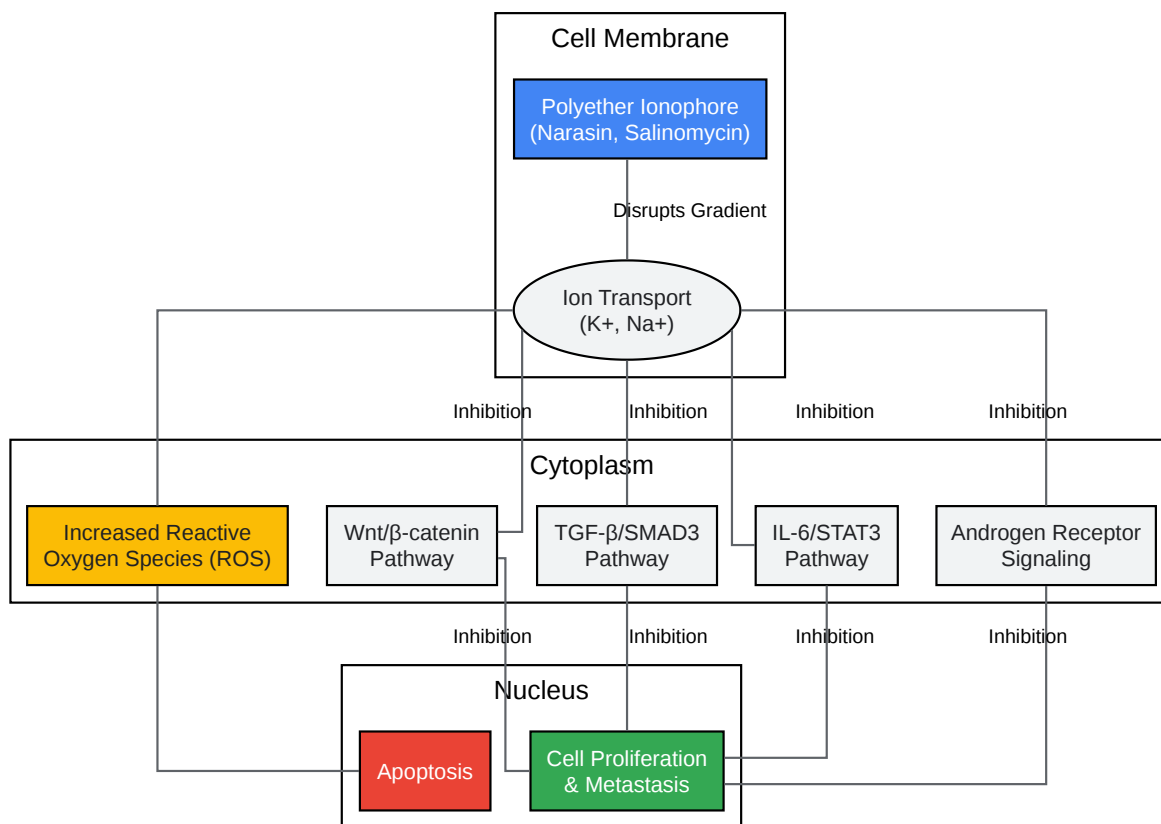 Cell Membrane
Polyether Ionophore
(Narasin, Salinomycin)
Disrupts Gradient
Ion Transport
(K+, Na+)
Inhibition
Inhibition
Inhibition
Inhibition
Cytoplasm
Increased Reactive
Oxygen Species (ROS)
Wnt/β-catenin
Pathway
TGF-β/SMAD3
Pathway
IL-6/STAT3
Pathway
Androgen Receptor
Signaling
Inhibition
Inhibition
Inhibition
Inhibition
Nucleus
Apoptosis
Cell Proliferation
& Metastasis